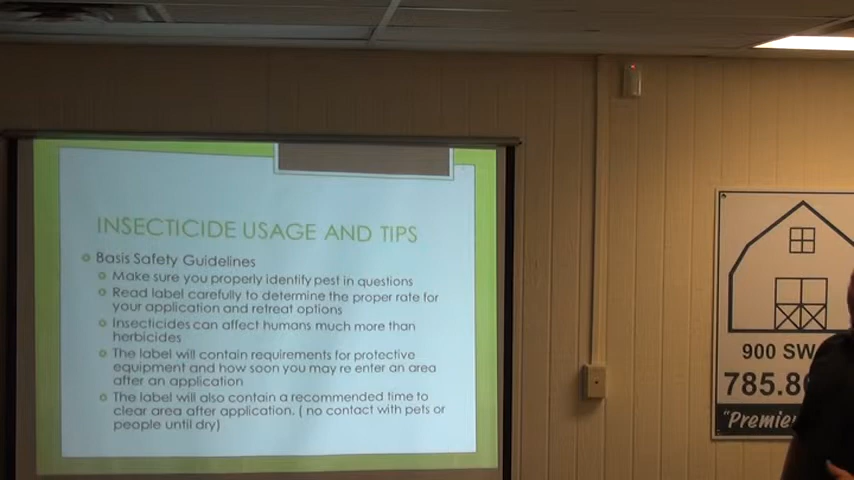 INSECTICIDE USAGE AND TIPS
Basis Safety Guidelines
Make sure you properly identify pest in questions
Read label carefully to determine the proper rate for
your application and retreat options
Insecticides can affect humans much more than
herbicides
The label will contain requirements for protective
equipment and how soon you may re enter an area
after an application
The label will also contain a recommended time to
clear area after application. ( no contact with pets or
people until dry)
900 SW
785.8
"Premie